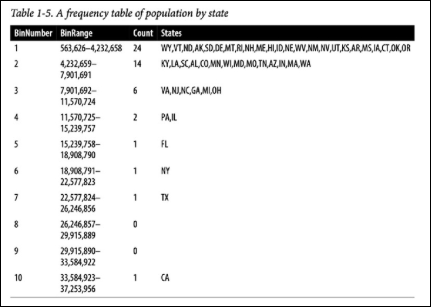 Table 1-5. A frequency table of population by state
BinNumber BinRange Count States
1 563,626–4,232,658 24 WY,VT,ND,AK,SD,DE,MT,RI,NH,ME,HI,ID,NE,WV,NM,NV,UT,KS,AR,MS,IA,CT,OK,OR
2 4,232,659– 14 KY,LA,SC,AL,CO,MN,WI,MD,MO,TN,AZ,IN,MA,WA
7,901,691
3 7,901,692– 6 VA,NJ,NC,GA,MI,OH
11,570,724
4 11,570,725– 2 PA,IL
15,239,757
5 15,239,758– 1 FL
18,908,790
6 18,908,791– 1 NY
22,577,823
7 22,577,824– 1 TX
26,246,856
8 26,246,857– 0
29,915,889
9 29,915,890– 0
33,584,922
10 33,584,923– 1 CA
37,253,956